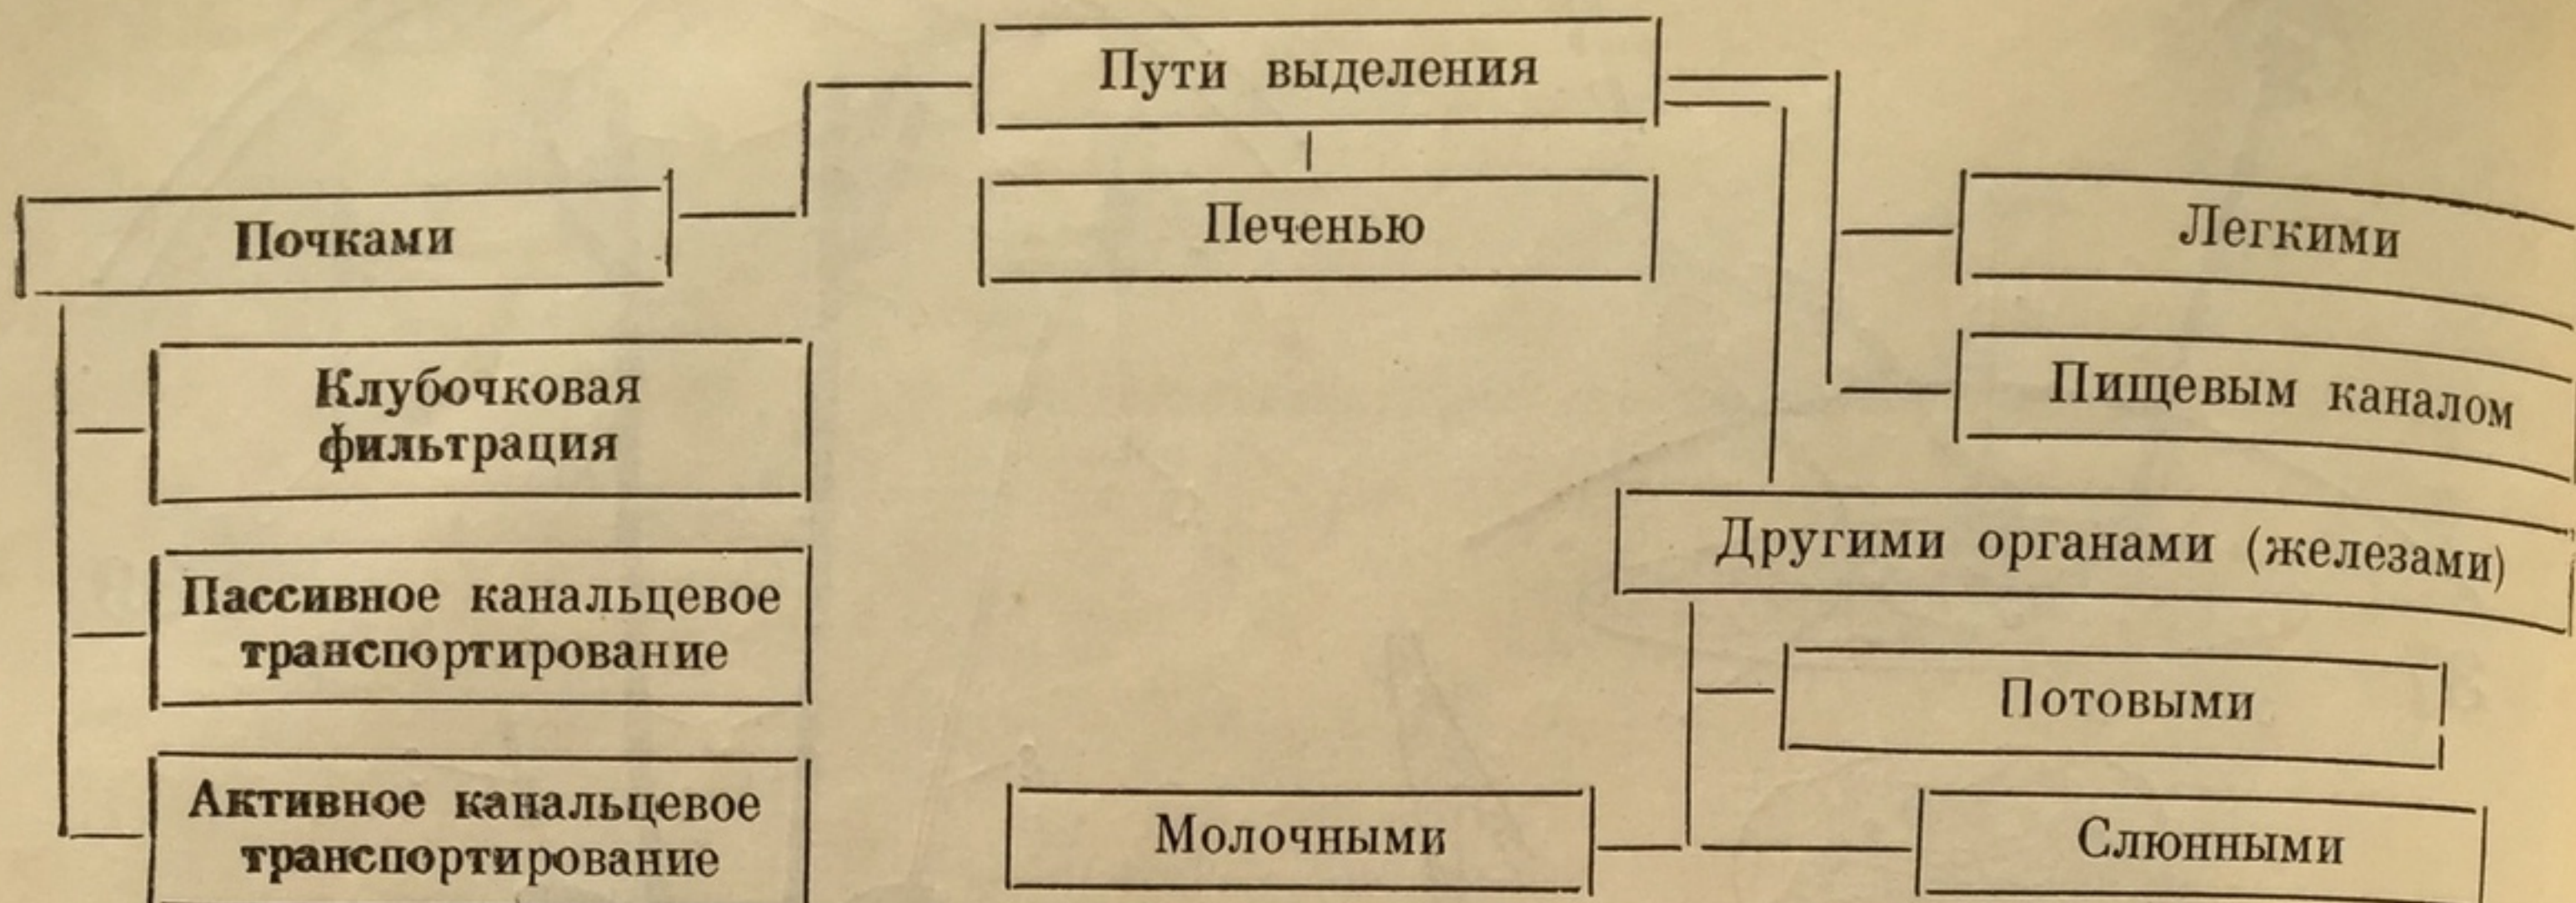 Пути выделения
Почками
Печенью
Легкими
Клубочковая
фильтрация
Пищевым каналом
Пассивное канальцевое
транспортирование
Другими органами (железами)
Потовыми
Активное канальцевое
транспортирование
Молочными
Слюнными